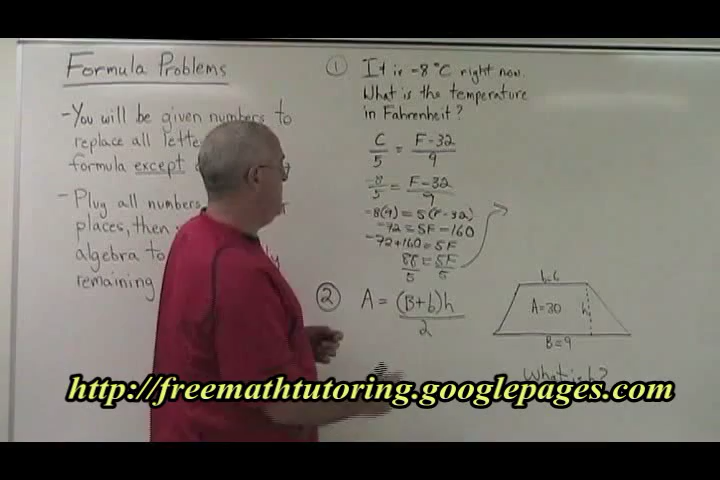 Formula Problems
-You will be given numbers to
replace all
formula except
- Plug all numbers
places, then
algebra to
remaining
① It is -8°C right now.
What is the temperature
in Fahrenheit?
C/5 = F-32/9
-8/5 = F-32/9
-8(9) = 5(F-32)
-72 = 5F-160
-72+160 = 5F
88/5 = 5F/5
② A = (B+b)h/2
b=6
A=30
h
B=9
What is h?
http://freemathtutoring.googlepages.com